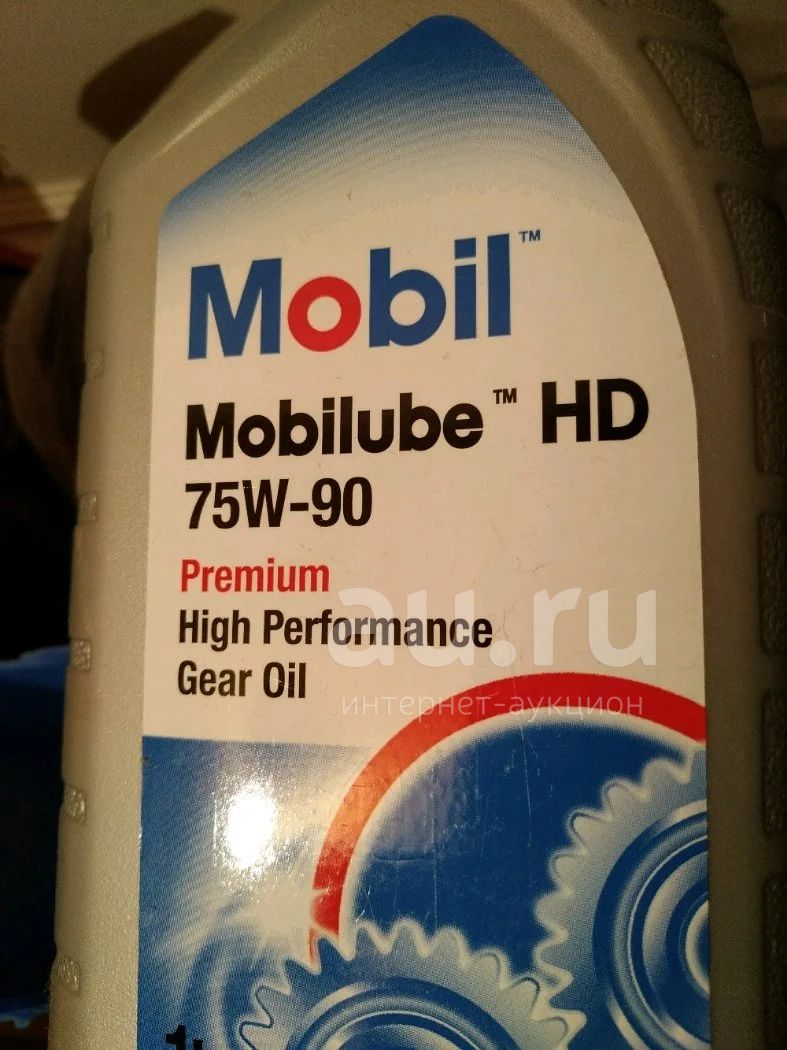 Mobil™
Mobilube™ HD
75W-90
Premium
High Performance
Gear Oil
au.ru
интернет-аукцион